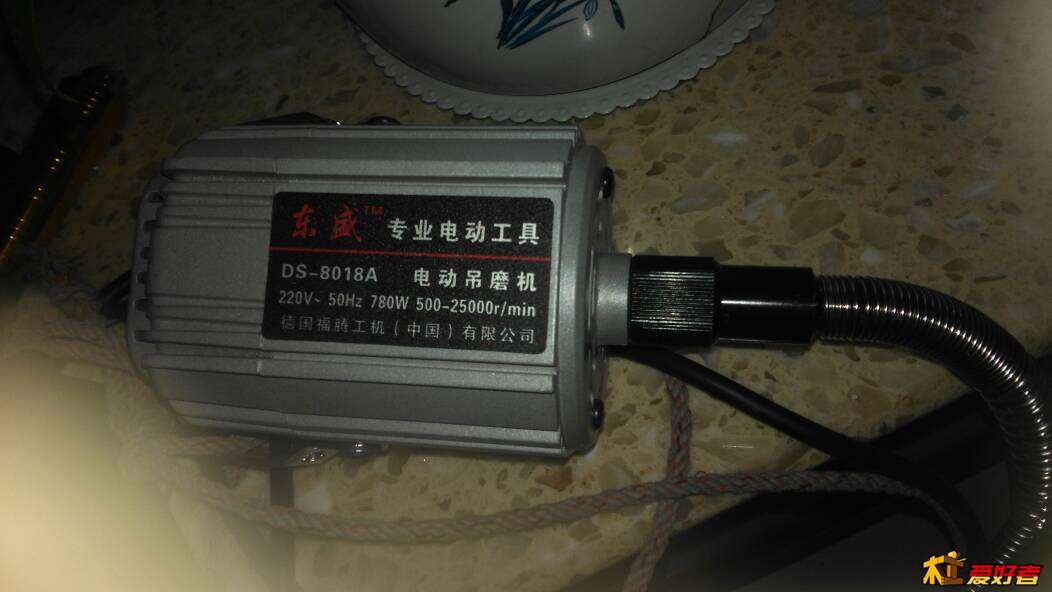 东盛™ 专业电动工具
DS-8018A 电动吊磨机
220V~ 50Hz 780W 500-25000r/min
德国福腾工机(中国)有限公司
木工爱好者